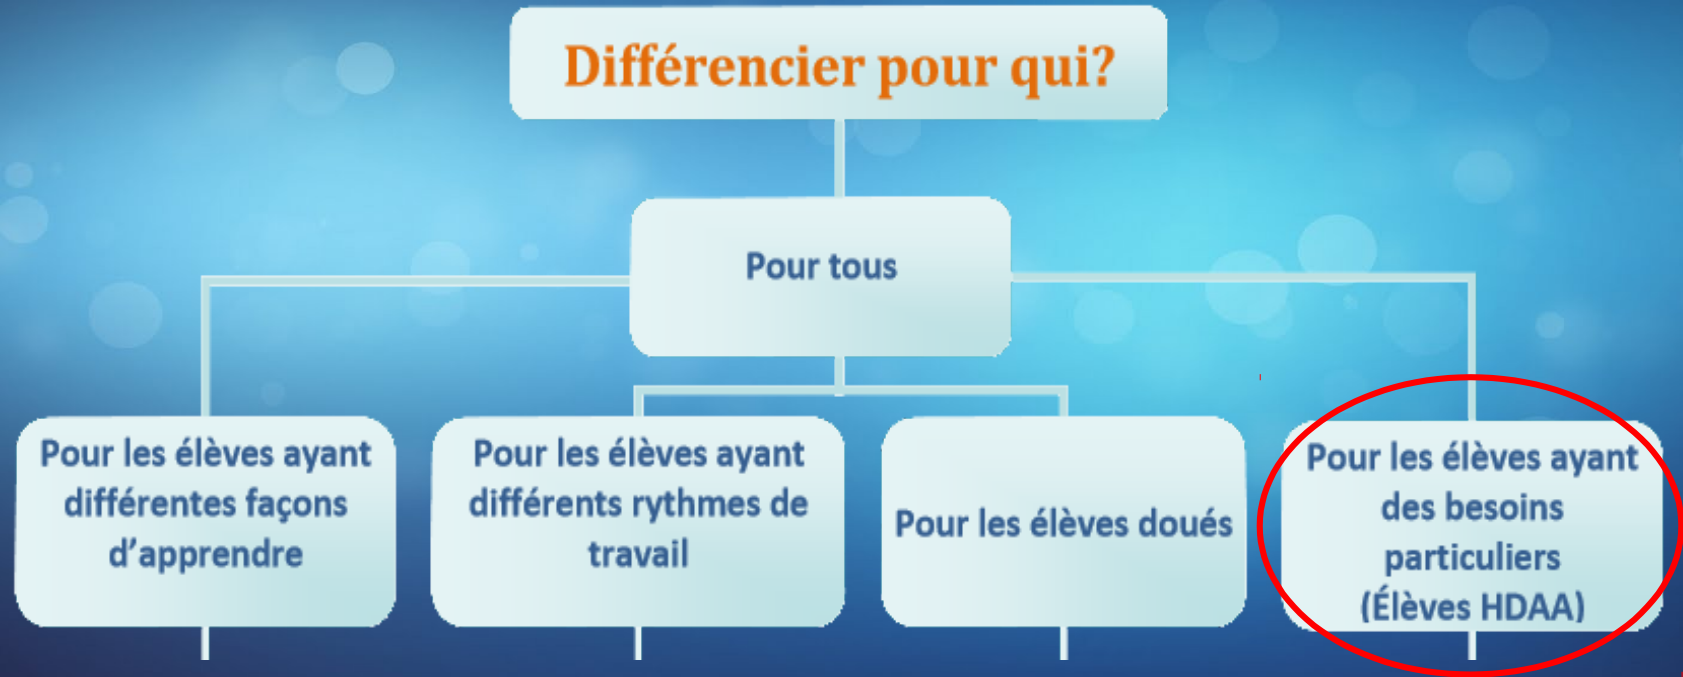 Différencier pour qui?
Pour tous
Pour les élèves ayant
différentes façons
d'apprendre
Pour les élèves ayant
différents rythmes de
travail
Pour les élèves doués
Pour les élèves ayant
des besoins
particuliers
(Élèves HDAA)